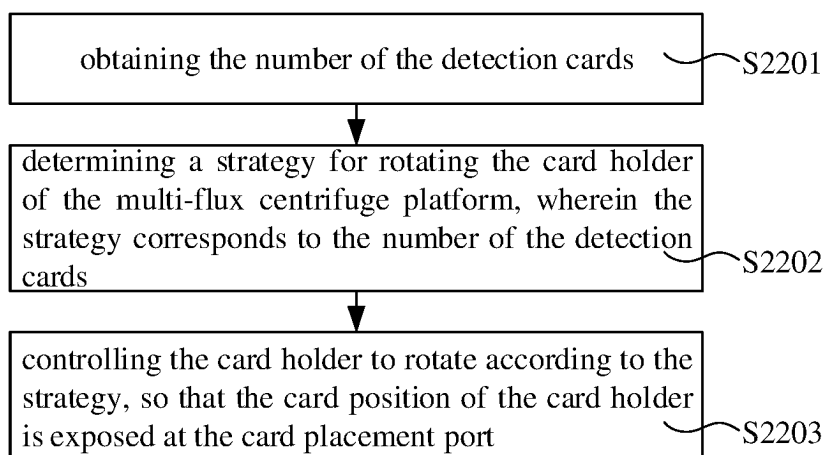 obtaining the number of the detection cards
S2201
determining a strategy for rotating the card holder
of the multi-flux centrifuge platform, wherein the
strategy corresponds to the number of the detection
cards
S2202
controlling the card holder to rotate according to the
strategy, so that the card position of the card holder
is exposed at the card placement port
S2203